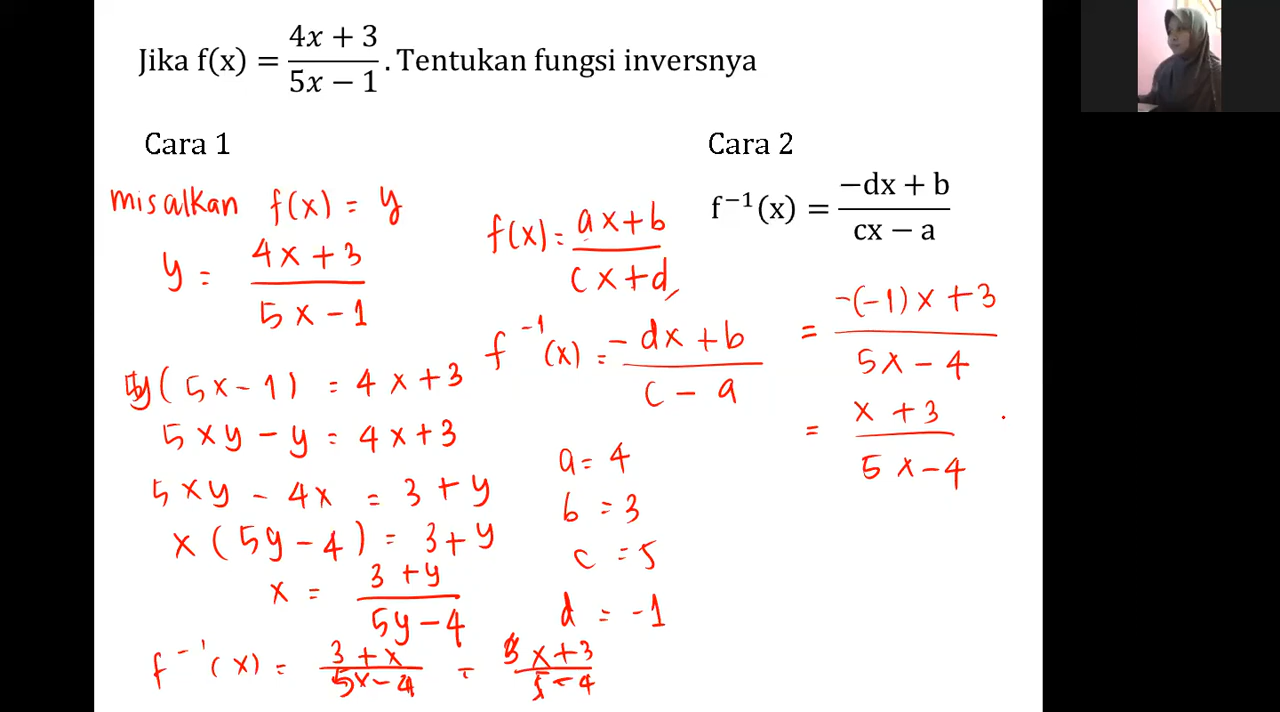 Jika f(x) = (4x + 3)/(5x − 1). Tentukan fungsi inversnya
Cara 1
misalkan f(x) = y
y = (4x + 3)/(5x − 1)
y(5x − 1) = 4x + 3
5xy − y = 4x + 3
5xy − 4x = 3 + y
x(5y − 4) = 3 + y
x = (3 + y)/(5y − 4)
f⁻¹(x) = (3 + x)/(5x − 4) = (x + 3)/(5 − 4)
f(x) = (ax + b)/(cx + d)
f⁻¹(x) = (−dx + b)/(c − a)
a = 4
b = 3
c = 5
d = −1
Cara 2
f⁻¹(x) = (−dx + b)/(cx − a)
= (−(−1)x + 3)/(5x − 4)
= (x + 3)/(5x − 4)